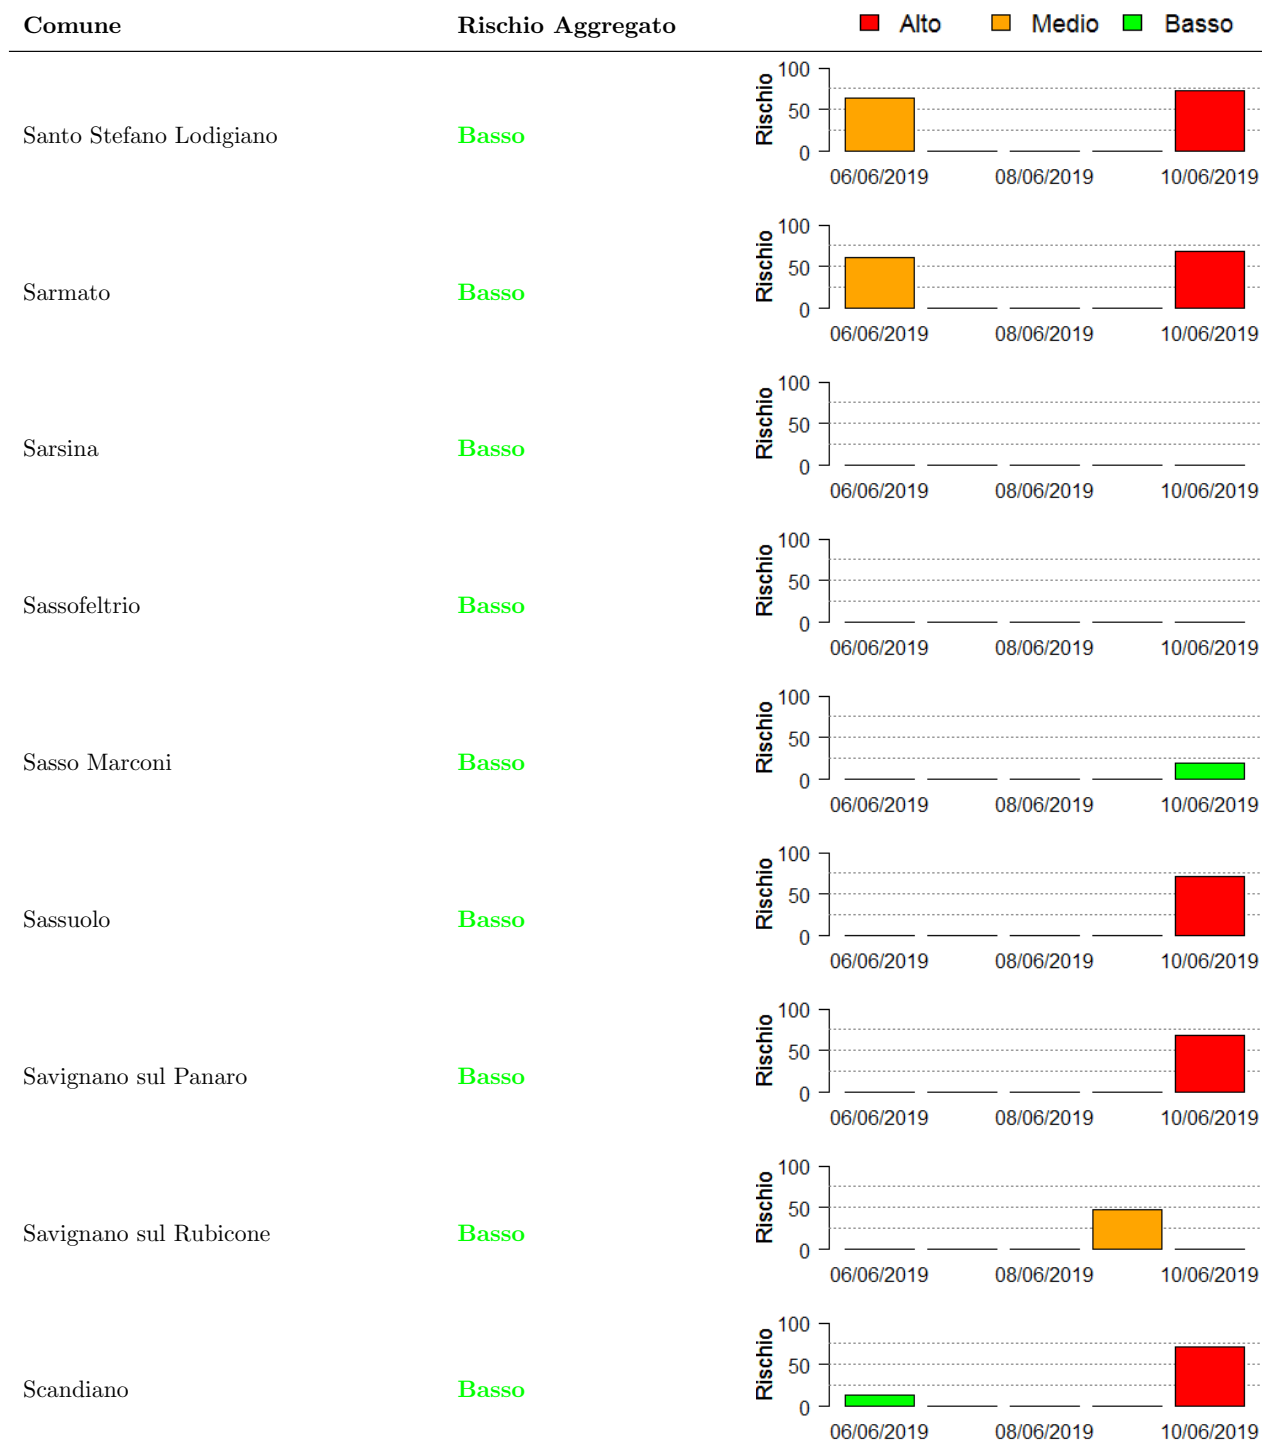 Comune Rischio Aggregato Alto Medio Basso
Santo Stefano Lodigiano Basso
Rischio
100
50
0
06/06/2019 08/06/2019 10/06/2019
Sarmato Basso
Rischio
100
50
0
06/06/2019 08/06/2019 10/06/2019
Sarsina Basso
Rischio
100
50
0
06/06/2019 08/06/2019 10/06/2019
Sassofeltrio Basso
Rischio
100
50
0
06/06/2019 08/06/2019 10/06/2019
Sasso Marconi Basso
Rischio
100
50
0
06/06/2019 08/06/2019 10/06/2019
Sassuolo Basso
Rischio
100
50
0
06/06/2019 08/06/2019 10/06/2019
Savignano sul Panaro Basso
Rischio
100
50
0
06/06/2019 08/06/2019 10/06/2019
Savignano sul Rubicone Basso
Rischio
100
50
0
06/06/2019 08/06/2019 10/06/2019
Scandiano Basso
Rischio
100
50
0
06/06/2019 08/06/2019 10/06/2019